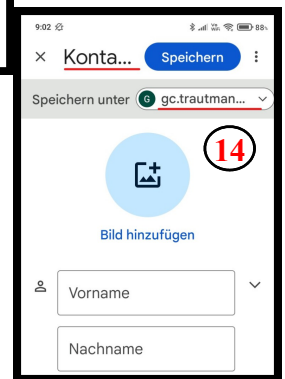 9:02 88%
Konta... Speichern
Speichern unter G gc.trautman...
14
Bild hinzufügen
Vorname
Nachname